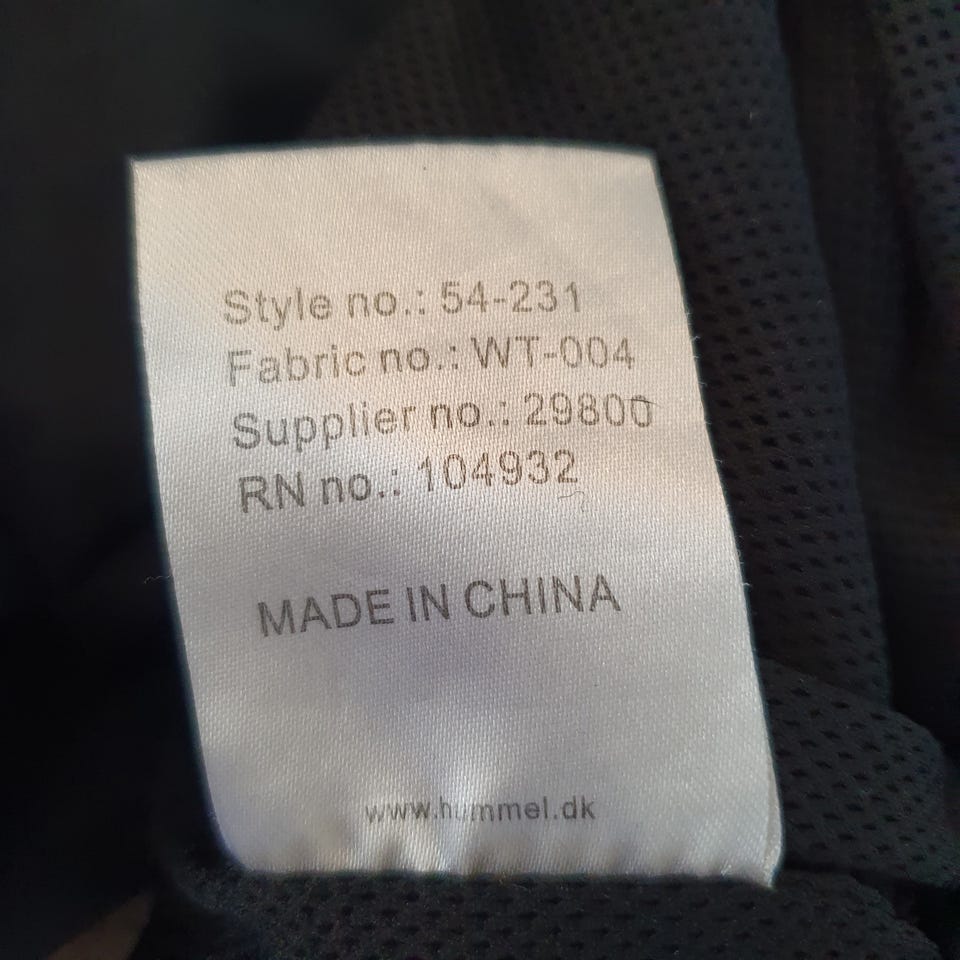 Style no.: 54-231
Fabric no.: WT-004
Supplier no.: 29800
RN no.: 104932
MADE IN CHINA
www.hummel.dk